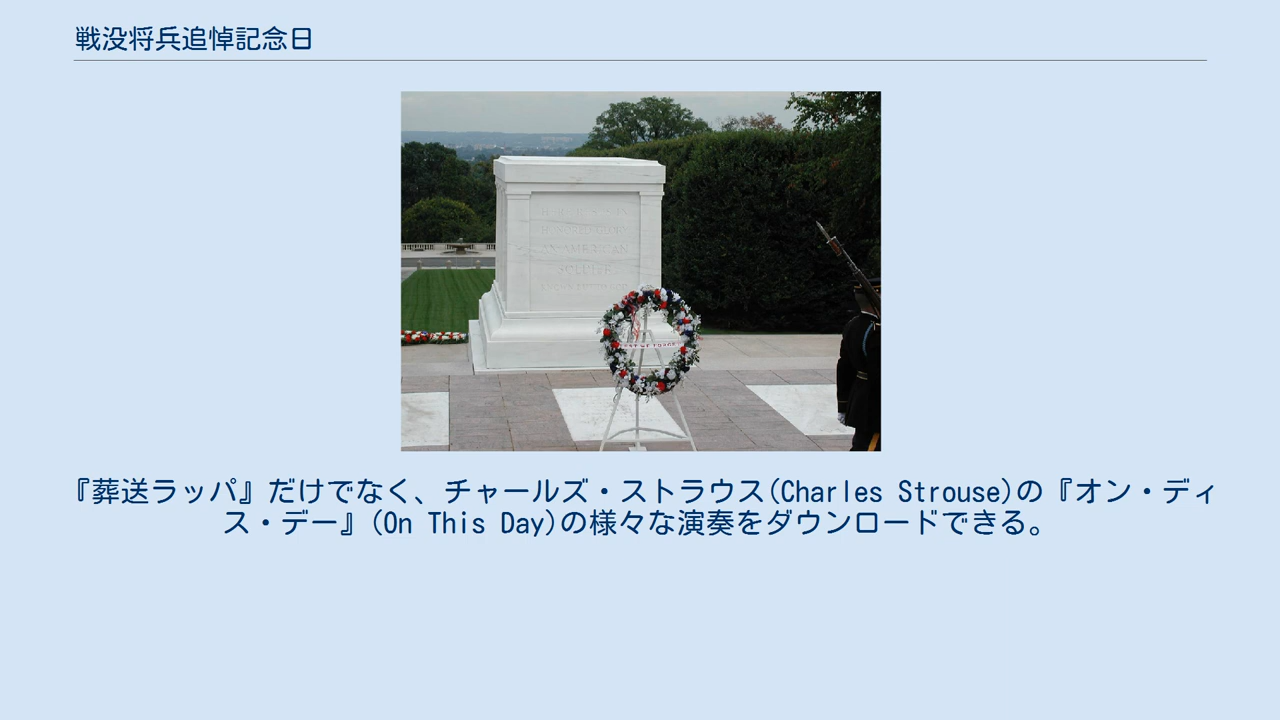 戦没将兵追悼記念日
AN AMERICAN
SOLDIER
『葬送ラッパ』だけでなく、チャールズ・ストラウス(Charles Strouse)の『オン・ディ
ス・デー』(On This Day)の様々な演奏をダウンロードできる。